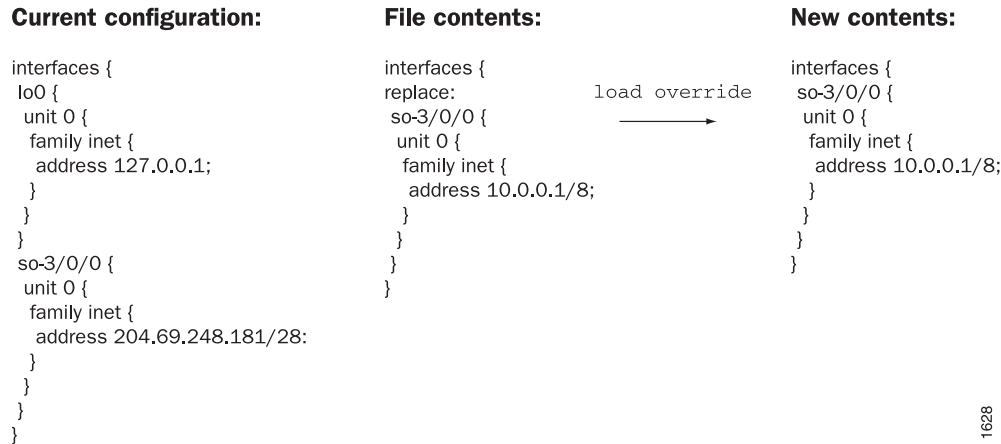 Current configuration:
interfaces {
lo0 {
unit 0 {
family inet {
address 127.0.0.1;
}
}
}
so-3/0/0 {
unit 0 {
family inet {
address 204.69.248.181/28:
}
}
}
}
File contents:
interfaces {
replace:
so-3/0/0 {
unit 0 {
family inet {
address 10.0.0.1/8;
}
}
}
}
load override
New contents:
interfaces {
so-3/0/0 {
unit 0 {
family inet {
address 10.0.0.1/8;
}
}
}
}
1628